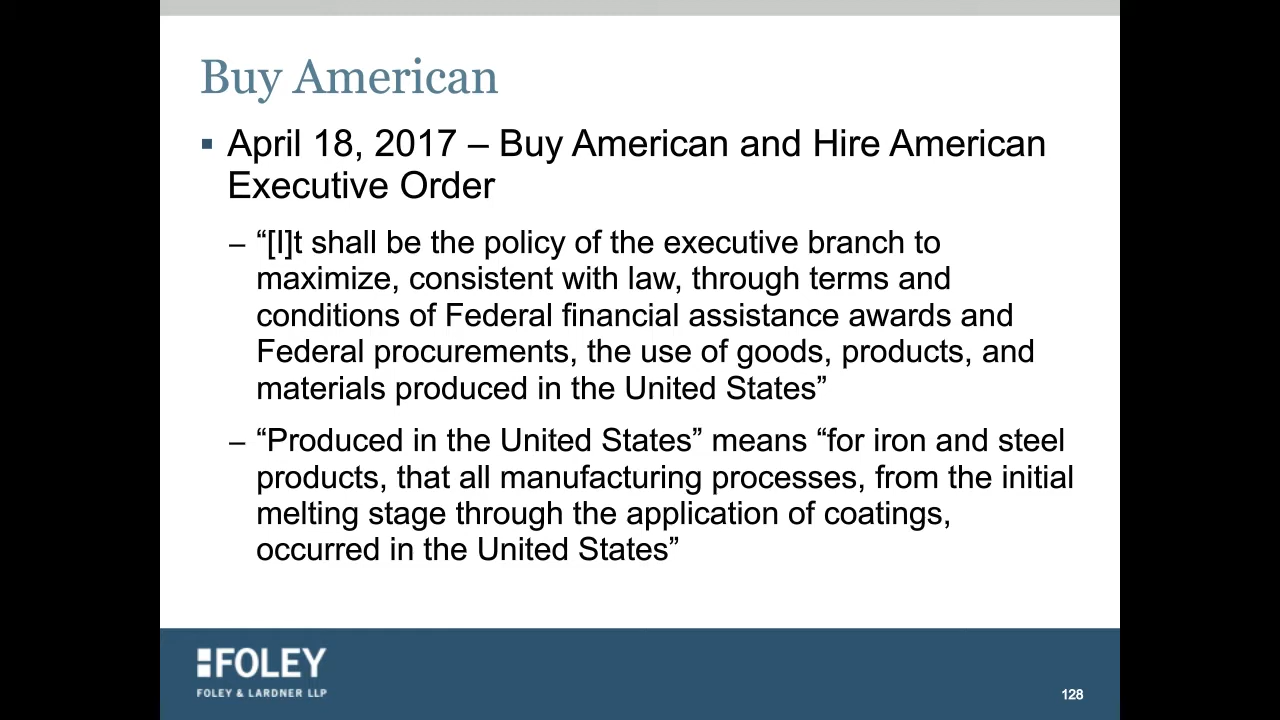 Buy American
▪ April 18, 2017 – Buy American and Hire American
Executive Order
– “[I]t shall be the policy of the executive branch to
maximize, consistent with law, through terms and
conditions of Federal financial assistance awards and
Federal procurements, the use of goods, products, and
materials produced in the United States”
– “Produced in the United States” means “for iron and steel
products, that all manufacturing processes, from the initial
melting stage through the application of coatings,
occurred in the United States”
FOLEY
FOLEY & LARDNER LLP
128